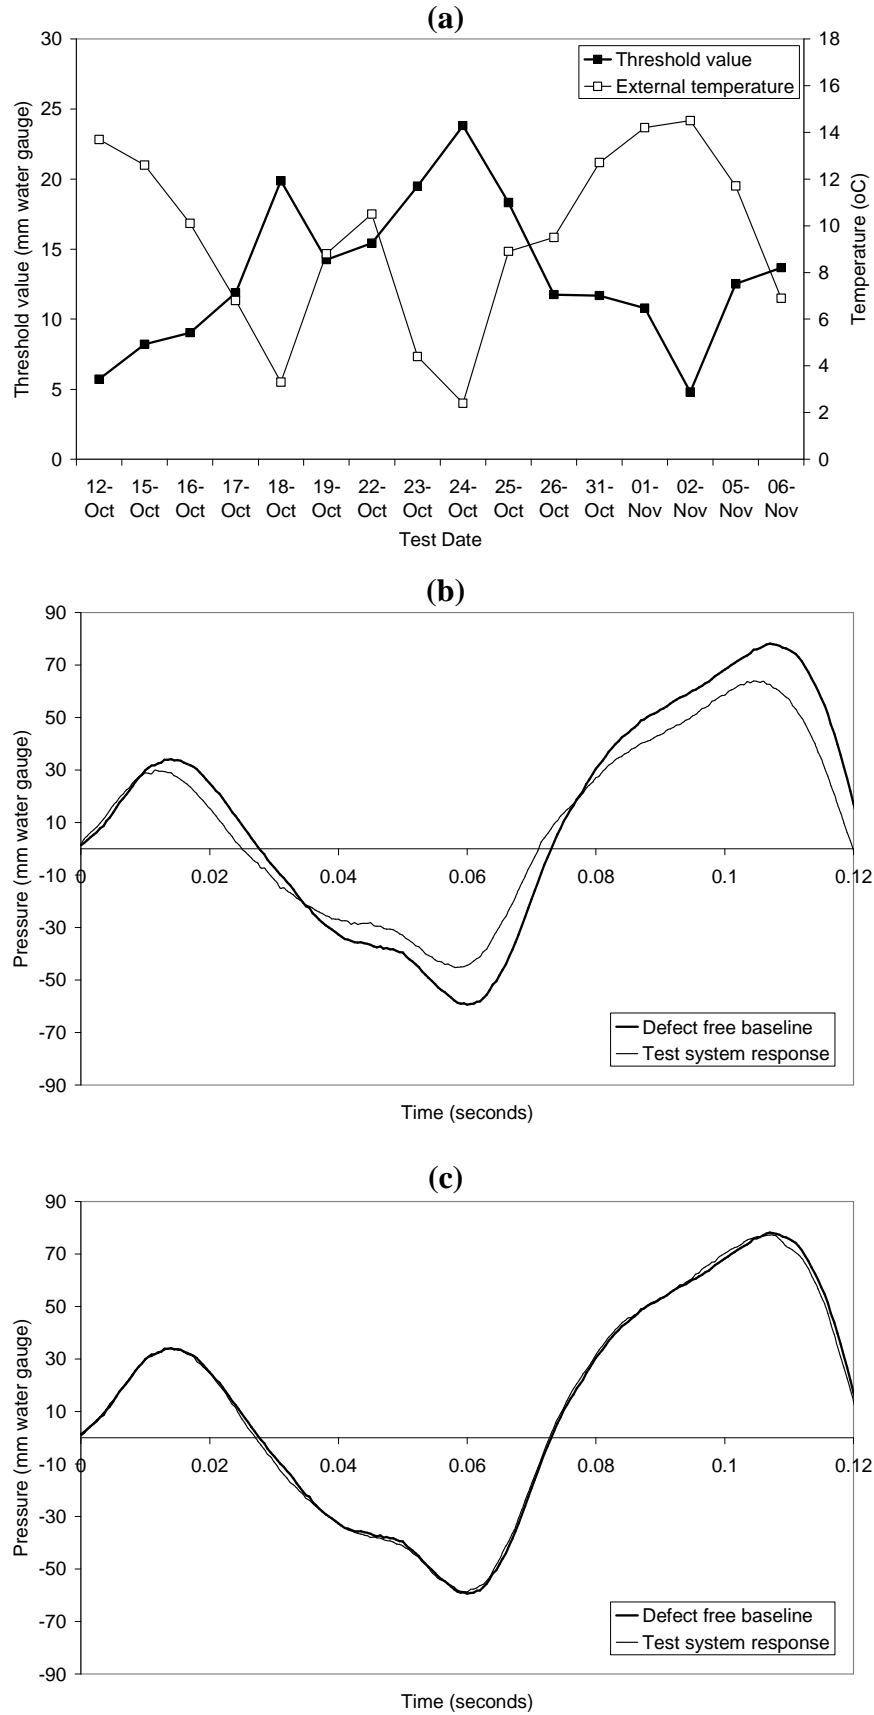 (a)
30
25
20
15
10
5
0
Threshold value (mm water gauge)
18
16
14
12
10
8
6
4
2
0
Temperature (oC)
Threshold value
External temperature
12- 15- 16- 17- 18- 19- 22- 23- 24- 25- 26- 31- 01- 02- 05- 06-
Oct Oct Oct Oct Oct Oct Oct Oct Oct Oct Oct Oct Nov Nov Nov Nov
Test Date
(b)
90
70
50
30
10
-10
-30
-50
-70
-90
Pressure (mm water gauge)
0 0.02 0.04 0.06 0.08 0.1 0.12
Defect free baseline
Test system response
Time (seconds)
(c)
90
70
50
30
10
-10
-30
-50
-70
-90
Pressure (mm water gauge)
0 0.02 0.04 0.06 0.08 0.1 0.12
Defect free baseline
Test system response
Time (seconds)